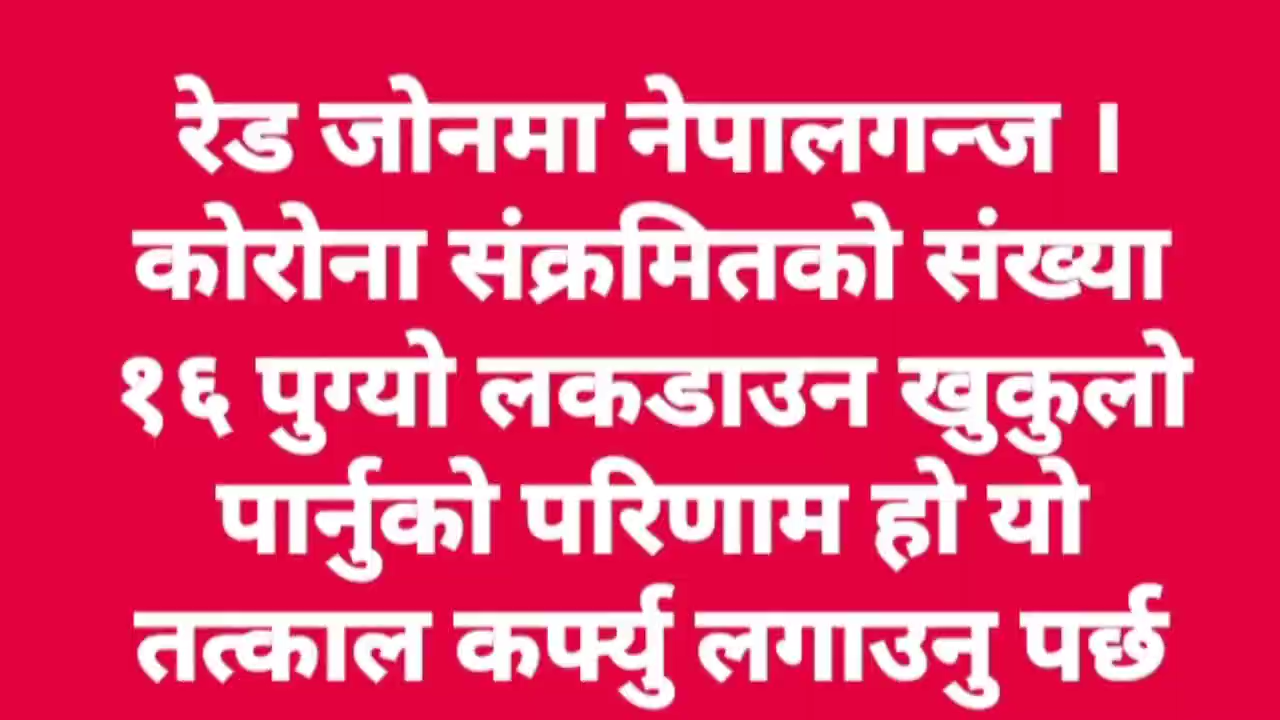 रेड जोनमा नेपालगन्ज ।
कोरोना संक्रमितको संख्या
१६ पुग्यो लकडाउन खुकुलो
पार्नुको परिणाम हो यो
तत्काल कर्फ्यु लगाउनु पर्छ